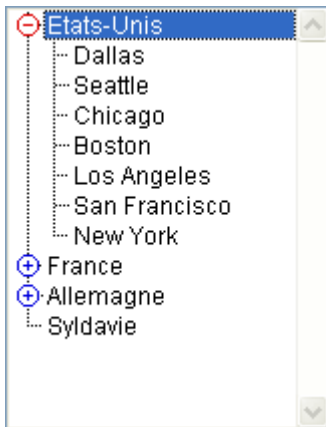 Etats-Unis
Dallas
Seattle
Chicago
Boston
Los Angeles
San Francisco
New York
France
Allemagne
Syldavie